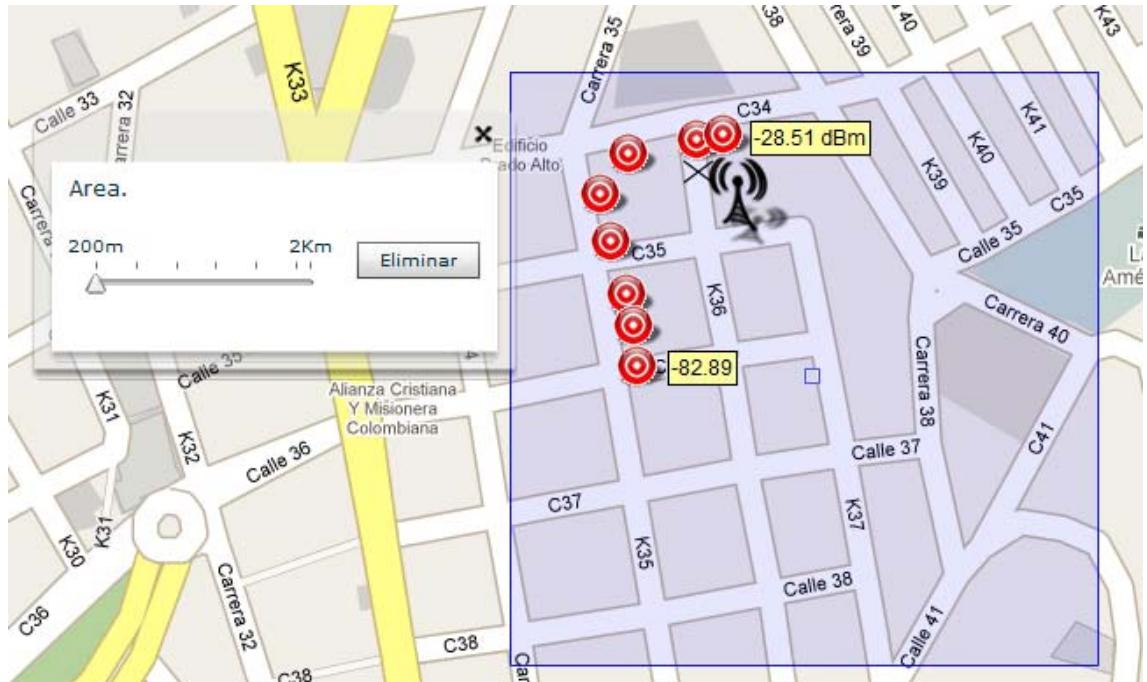 Carrera 35
K38
Carrera 39
40
K43
K33
Carrera 32
Calle 33
C34
Edificio
Prado Alto
-28.51 dBm
K41
K40
K39
Area.
200m
2Km
Eliminar
Carrera
C35
Calle 35
C35
K36
Carrera 40
Calle 35
-82.89
Carrera 38
Alianza Cristiana
Y Misionera
Colombiana
K31
K32
Calle 36
Calle 37
C41
C37
K37
K31
K30
K35
Carrera 32
Calle 38
C36
C38
C38
Calle 41